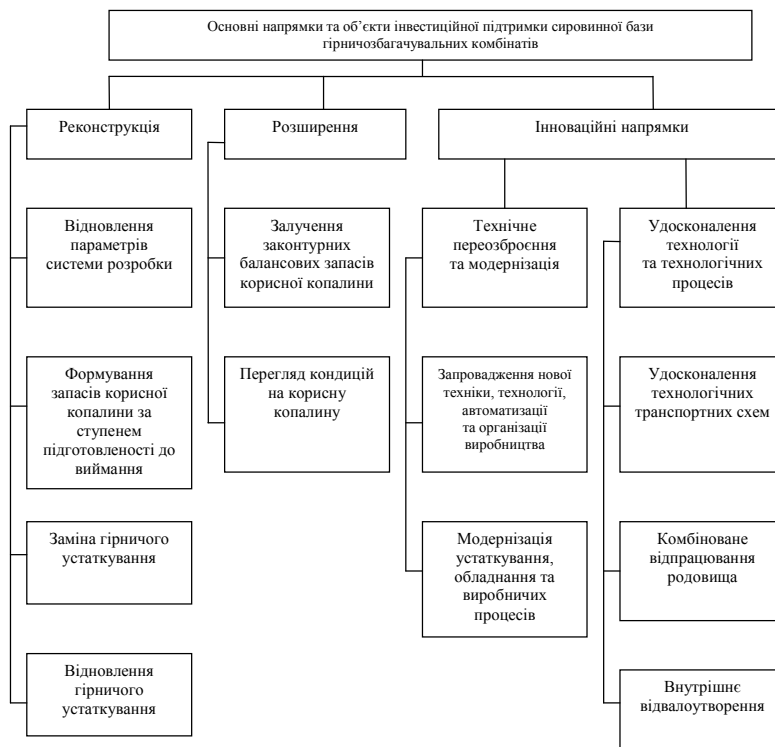 Основні напрямки та об’єкти інвестиційної підтримки сировинної бази
гірничозбагачувальних комбінатів
Реконструкція
Розширення
Інноваційні напрямки
Відновлення
параметрів
системи розробки
Залучення
законтурних
балансових запасів
корисної копалини
Технічне
переозброєння
та модернізація
Удосконалення
технології
та технологічних
процесів
Формування
запасів корисної
копалини за
ступенем
підготовленості до
виймання
Перегляд кондицій
на корисну
копалину
Запровадження нової
техніки, технології,
автоматизації
та організації
виробництва
Удосконалення
технологічних
транспортних схем
Заміна гірничого
устаткування
Модернізація
устаткування,
обладнання та
виробничих
процесів
Комбіноване
відпрацювання
родовища
Відновлення
гірничого
устаткування
Внутрішнє
відвалоутворення